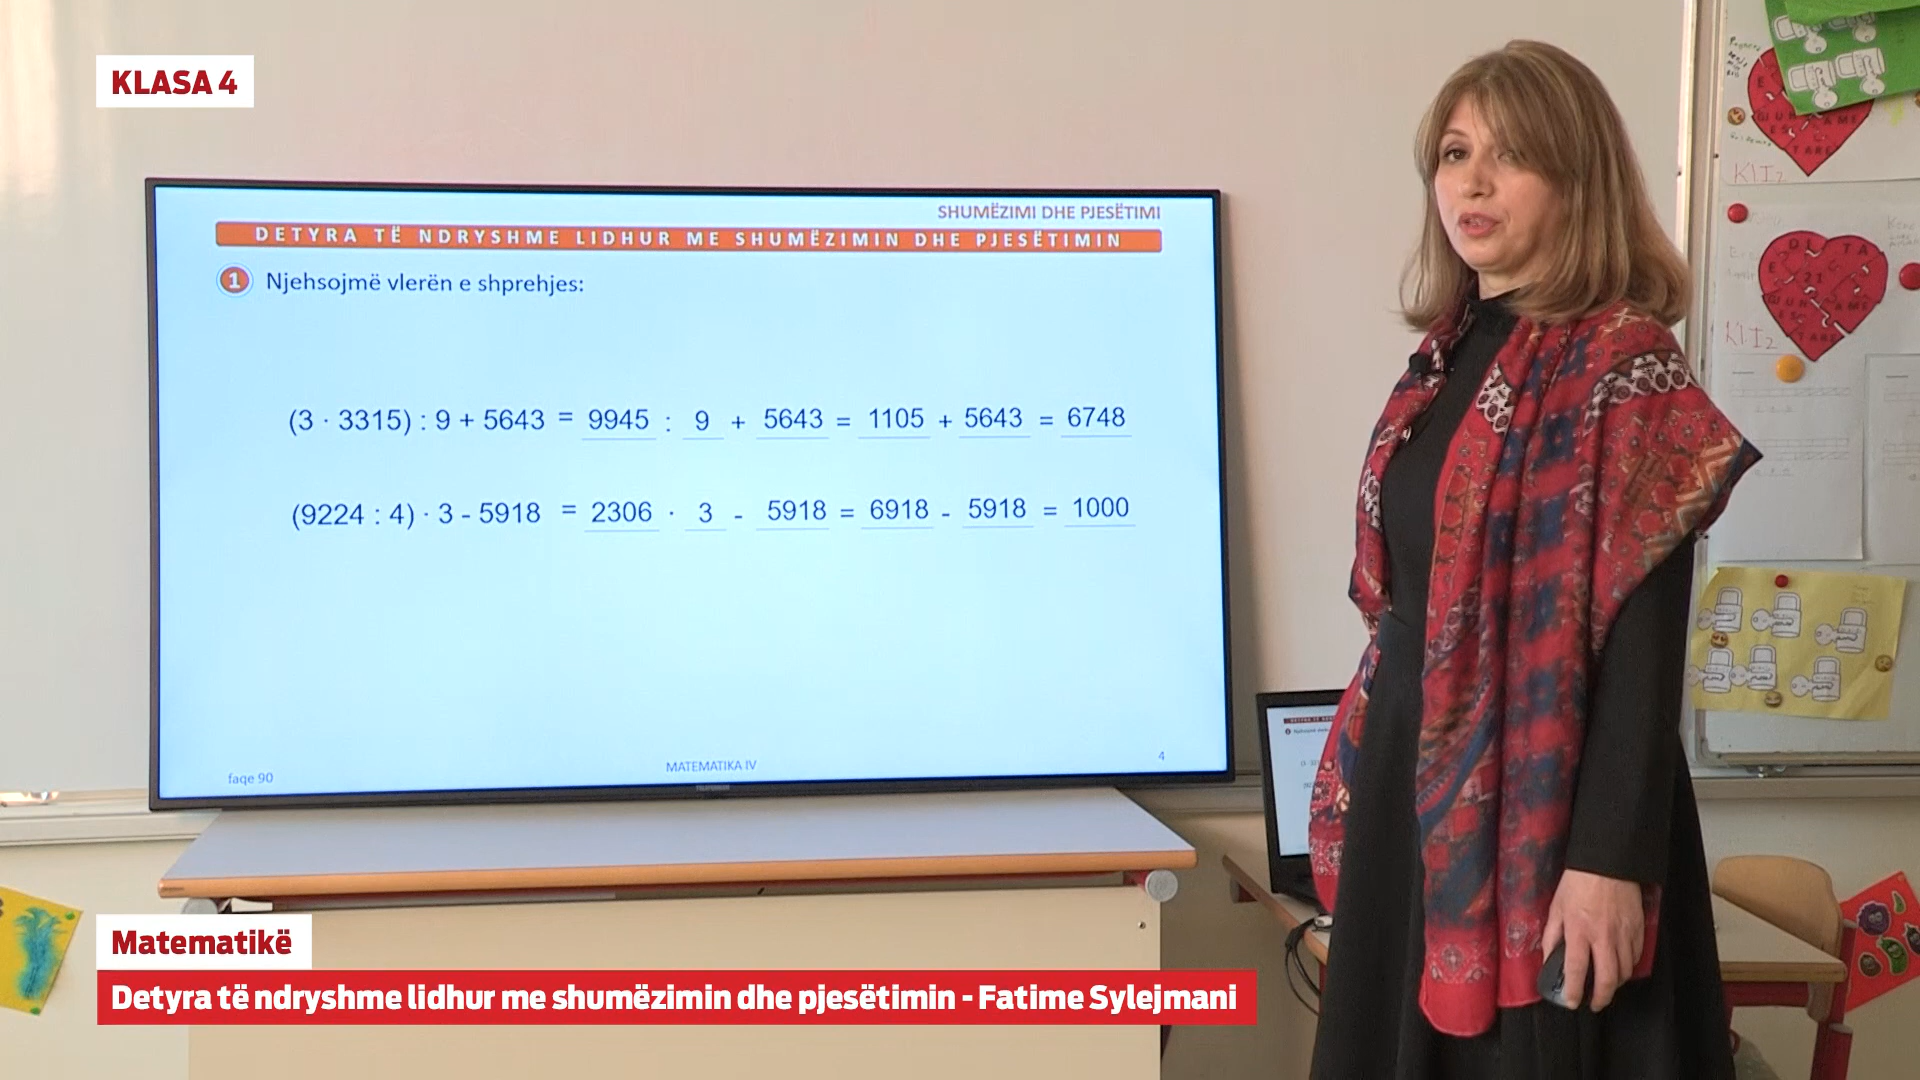 KLASA 4
SHUMËZIMI DHE PJESËTIMI
DETYRA TË NDRYSHME LIDHUR ME SHUMËZIMIN DHE PJESËTIMIN
1 Njehsojmë vlerën e shprehjes:
(3 · 3315) : 9 + 5643 = 9945 : 9 + 5643 = 1105 + 5643 = 6748
(9224 : 4) · 3 - 5918 = 2306 · 3 - 5918 = 6918 - 5918 = 1000
faqe 90
MATEMATIKA IV
4
KLI2
KLI2
Matematikë
Detyra të ndryshme lidhur me shumëzimin dhe pjesëtimin - Fatime Sylejmani